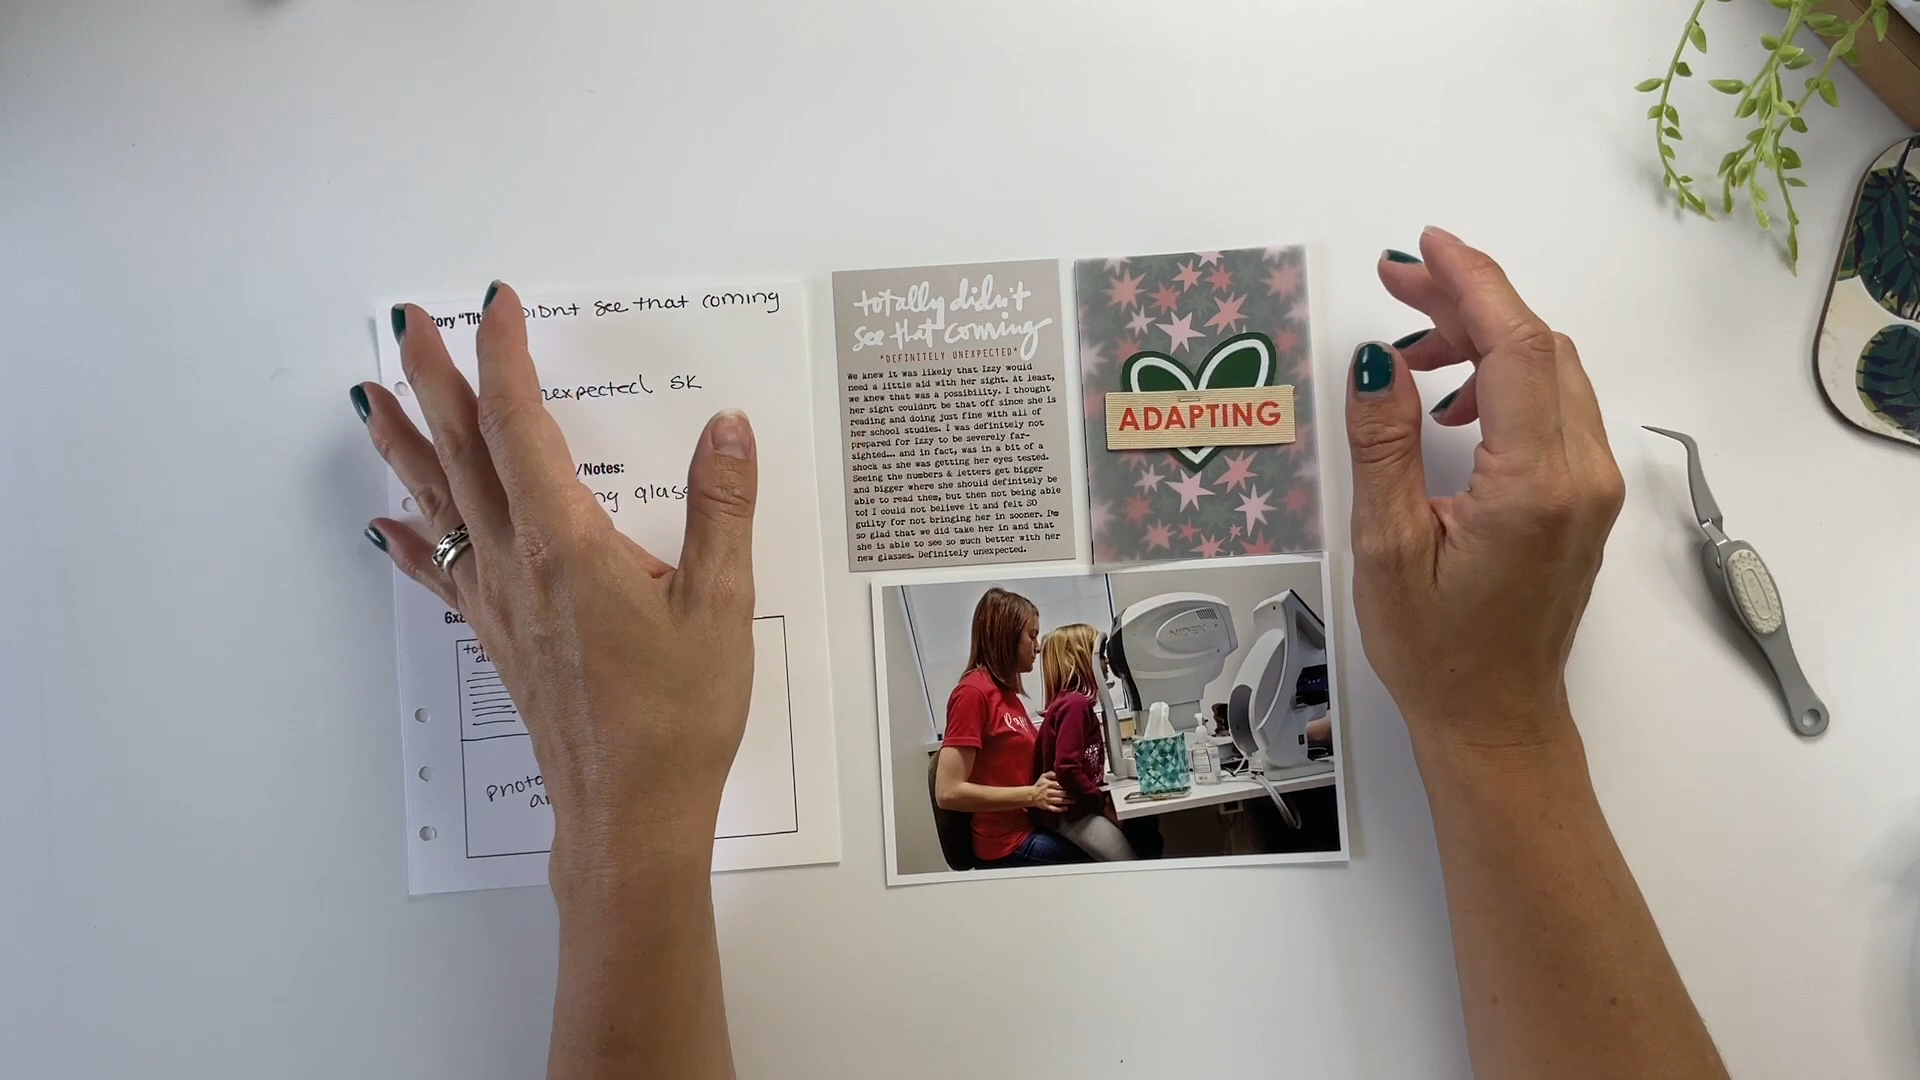 tory "Tit
Didnt see that coming
nexpected SK
/Notes:
ng glass
6x8
photo
totally didn't
see that coming
*DEFINITELY UNEXPECTED*
We knew it was likely that Izzy would
need a little aid with her sight. At least,
we knew that was a possibility. I thought
her sight couldnt be that off since she is
reading and doing just fine with all of
her school studies. I was definitely not
prepared for Izzy to be severely far-
sighted... and in fact, was in a bit of a
shock as she was getting her eyes tested.
Seeing the numbers & letters get bigger
and bigger where she should definitely be
able to read them, but then not being able
to! I could not believe it and felt SO
guilty for not bringing her in sooner. I'm
so glad that we did take her in and that
she is able to see so much better with her
new glasses. Definitely unexpected.
ADAPTING
NIDEK